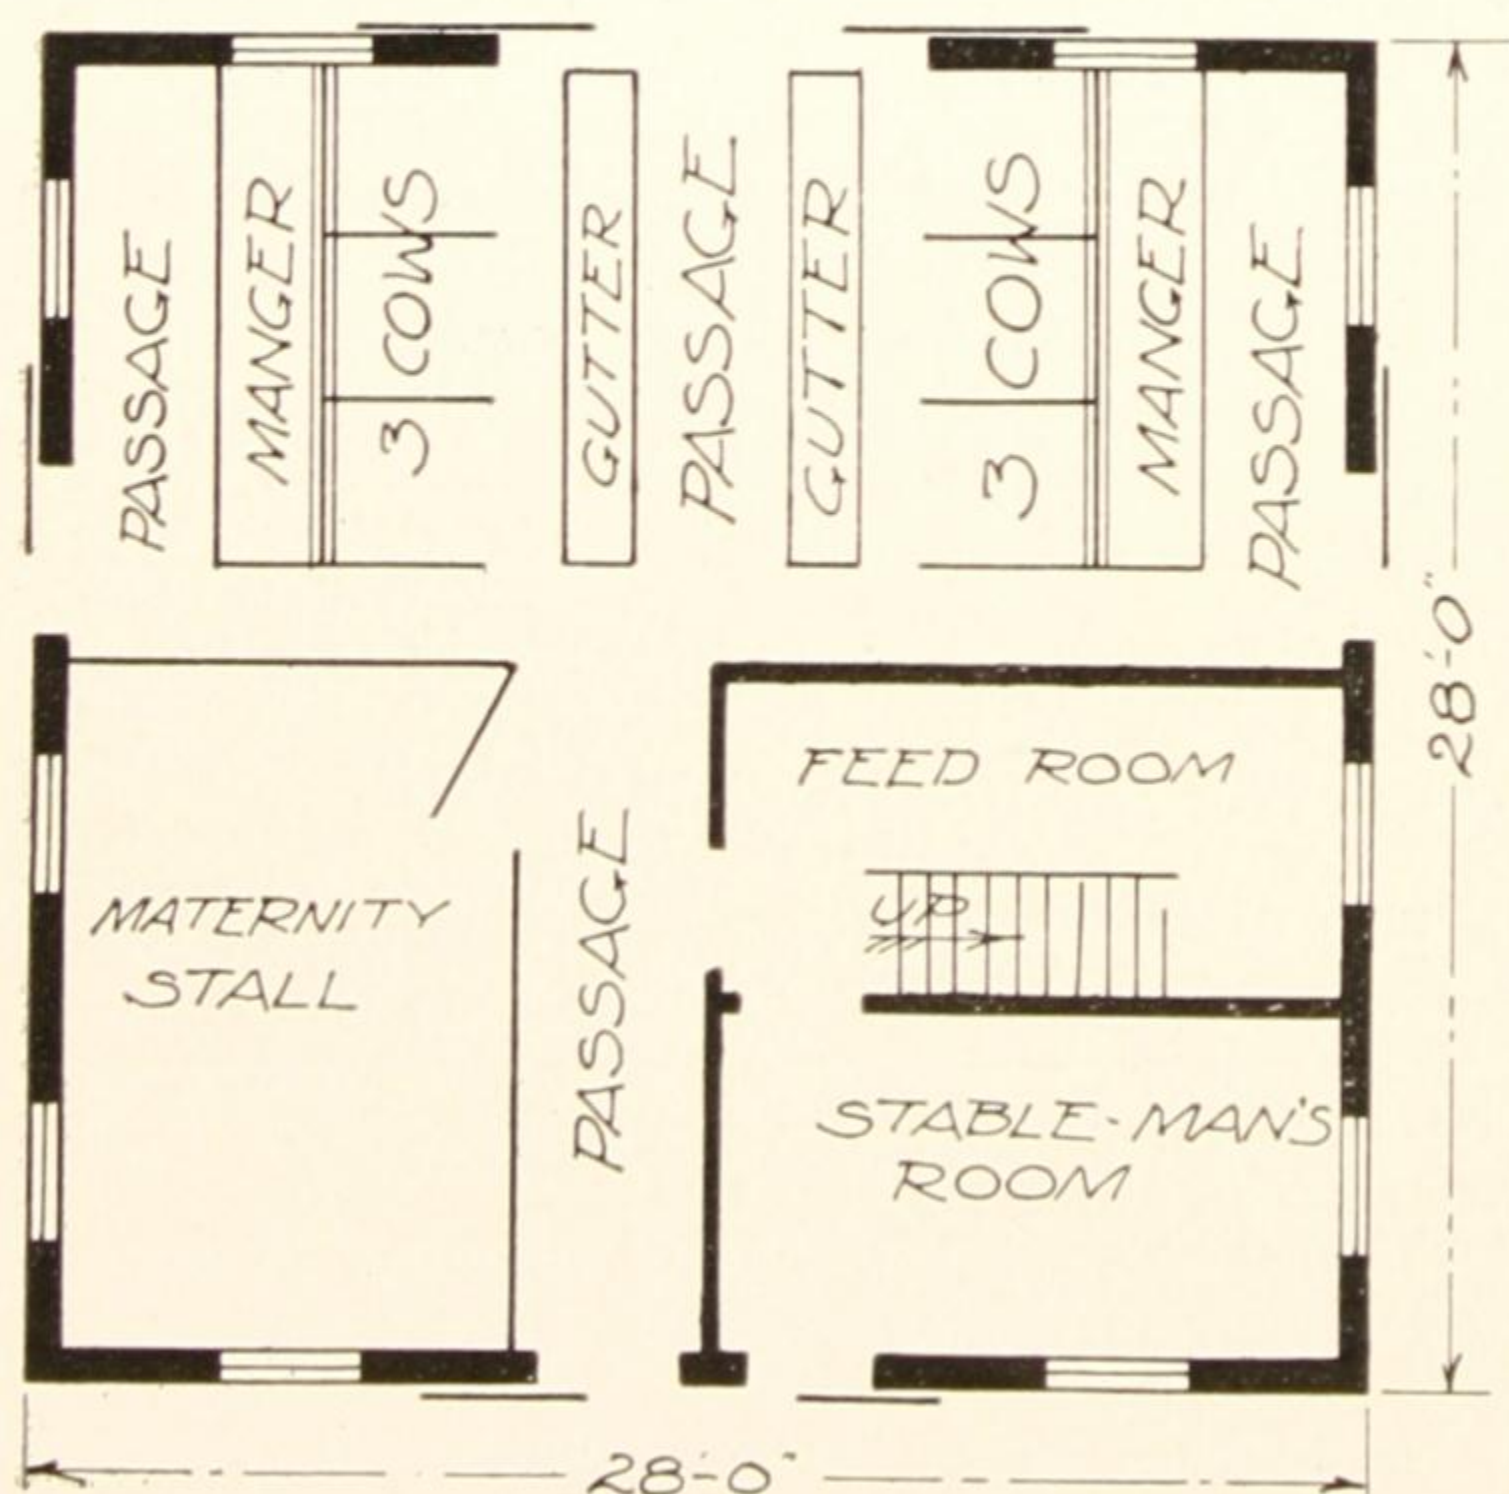 PASSAGE
MANGER
3 COWS
GUTTER
PASSAGE
GUTTER
3 COWS
MANGER
PASSAGE
28'-0"
FEED ROOM
UP
MATERNITY
STALL
PASSAGE
STABLE-MAN'S
ROOM
28'-0"